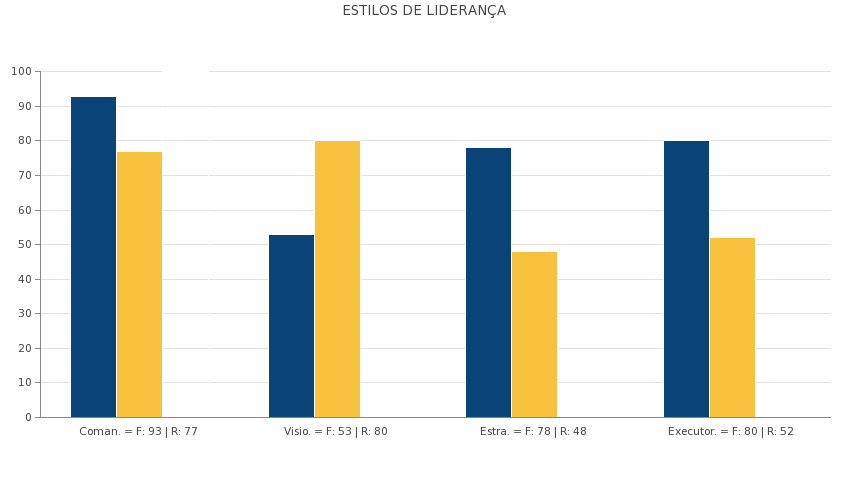 ESTILOS DE LIDERANÇA
100
90
80
70
60
50
40
30
20
10
0
Coman. = F: 93 | R: 77
Visio. = F: 53 | R: 80
Estra. = F: 78 | R: 48
Executor. = F: 80 | R: 52